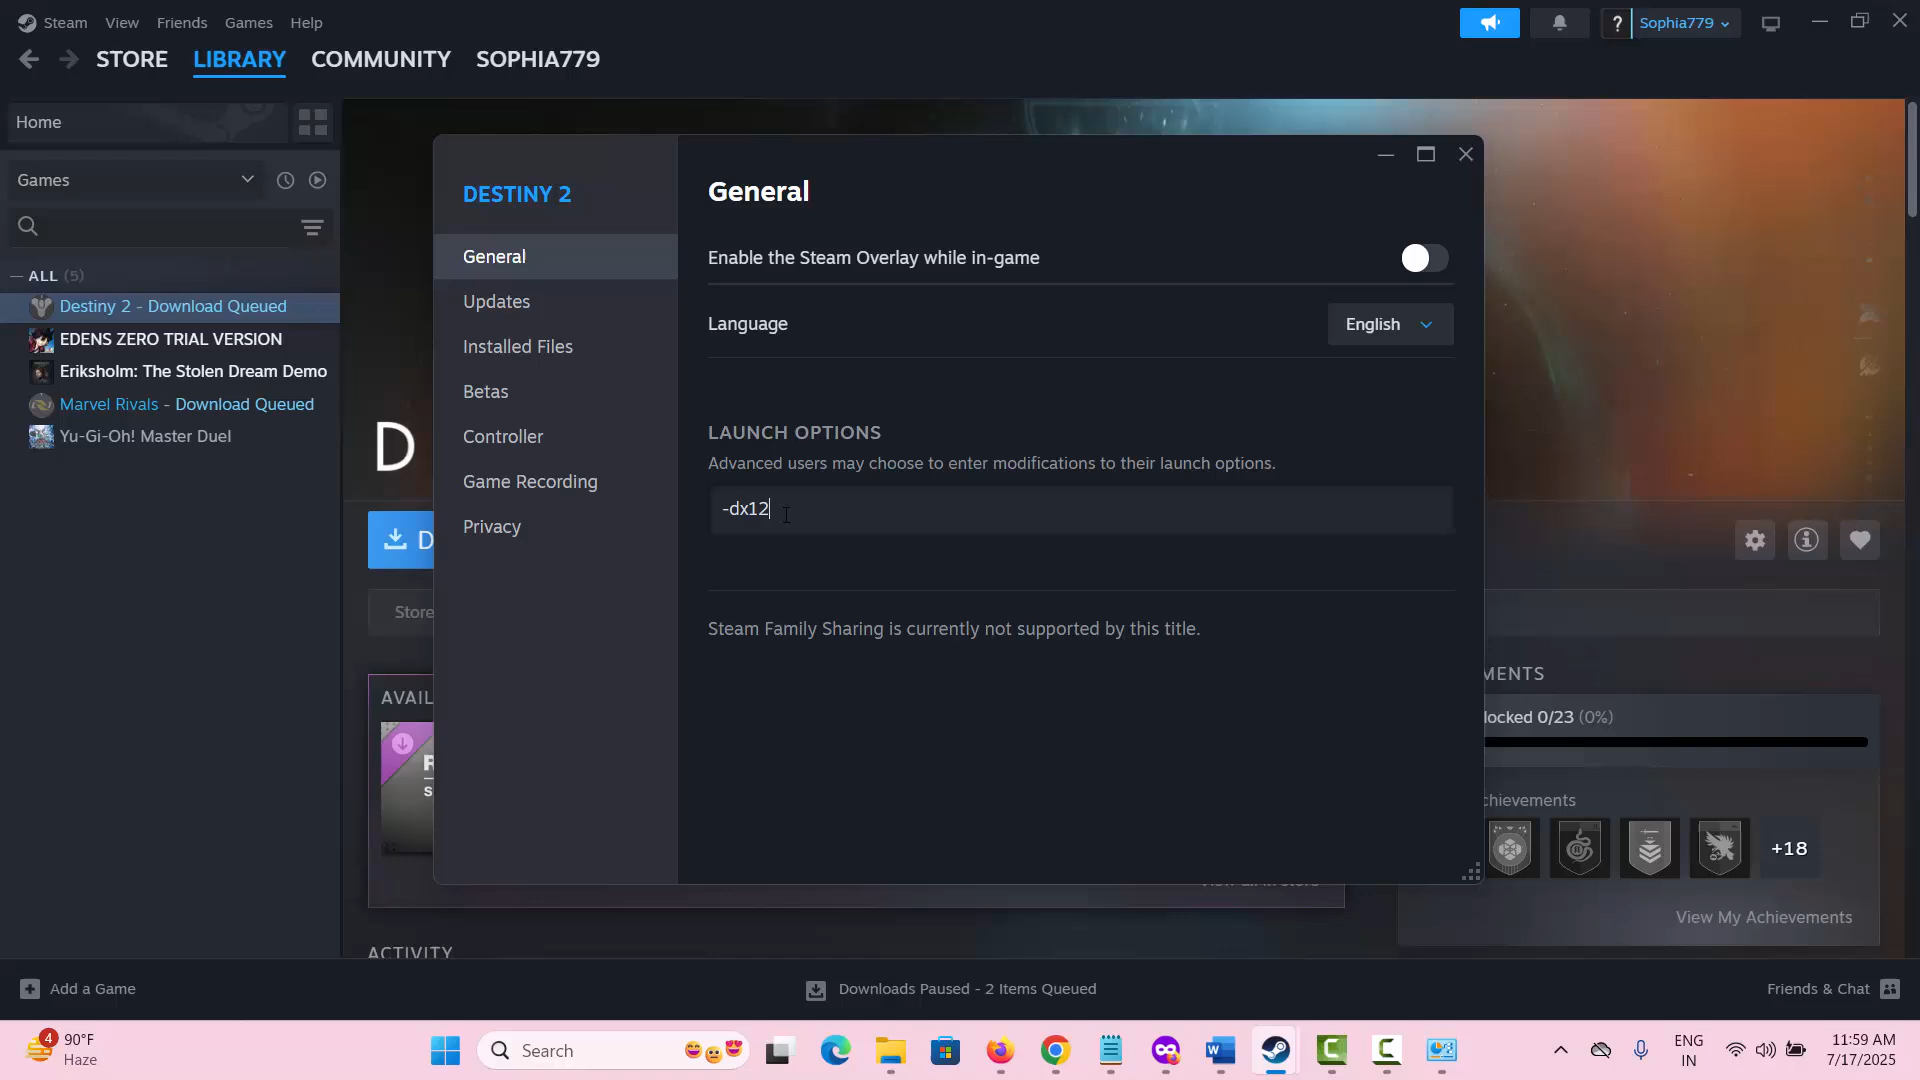 Steam View Friends Games Help
Sophia779
STORE LIBRARY COMMUNITY SOPHIA779
Home
Games
— ALL (5)
Destiny 2 - Download Queued
EDENS ZERO TRIAL VERSION
Eriksholm: The Stolen Dream Demo
Marvel Rivals - Download Queued
Yu-Gi-Oh! Master Duel
DESTINY 2
General
Updates
Installed Files
Betas
Controller
Game Recording
Privacy
General
Enable the Steam Overlay while in-game
Language English
LAUNCH OPTIONS
Advanced users may choose to enter modifications to their launch options.
-dx12
Steam Family Sharing is currently not supported by this title.
D
D
Store
AVAIL
R
S
ACTIVITY
MENTS
locked 0/23 (0%)
chievements
+18
View My Achievements
Add a Game
Downloads Paused - 2 Items Queued
Friends & Chat
4
90°F
Haze
Search
ENG
IN
11:59 AM
7/17/2025